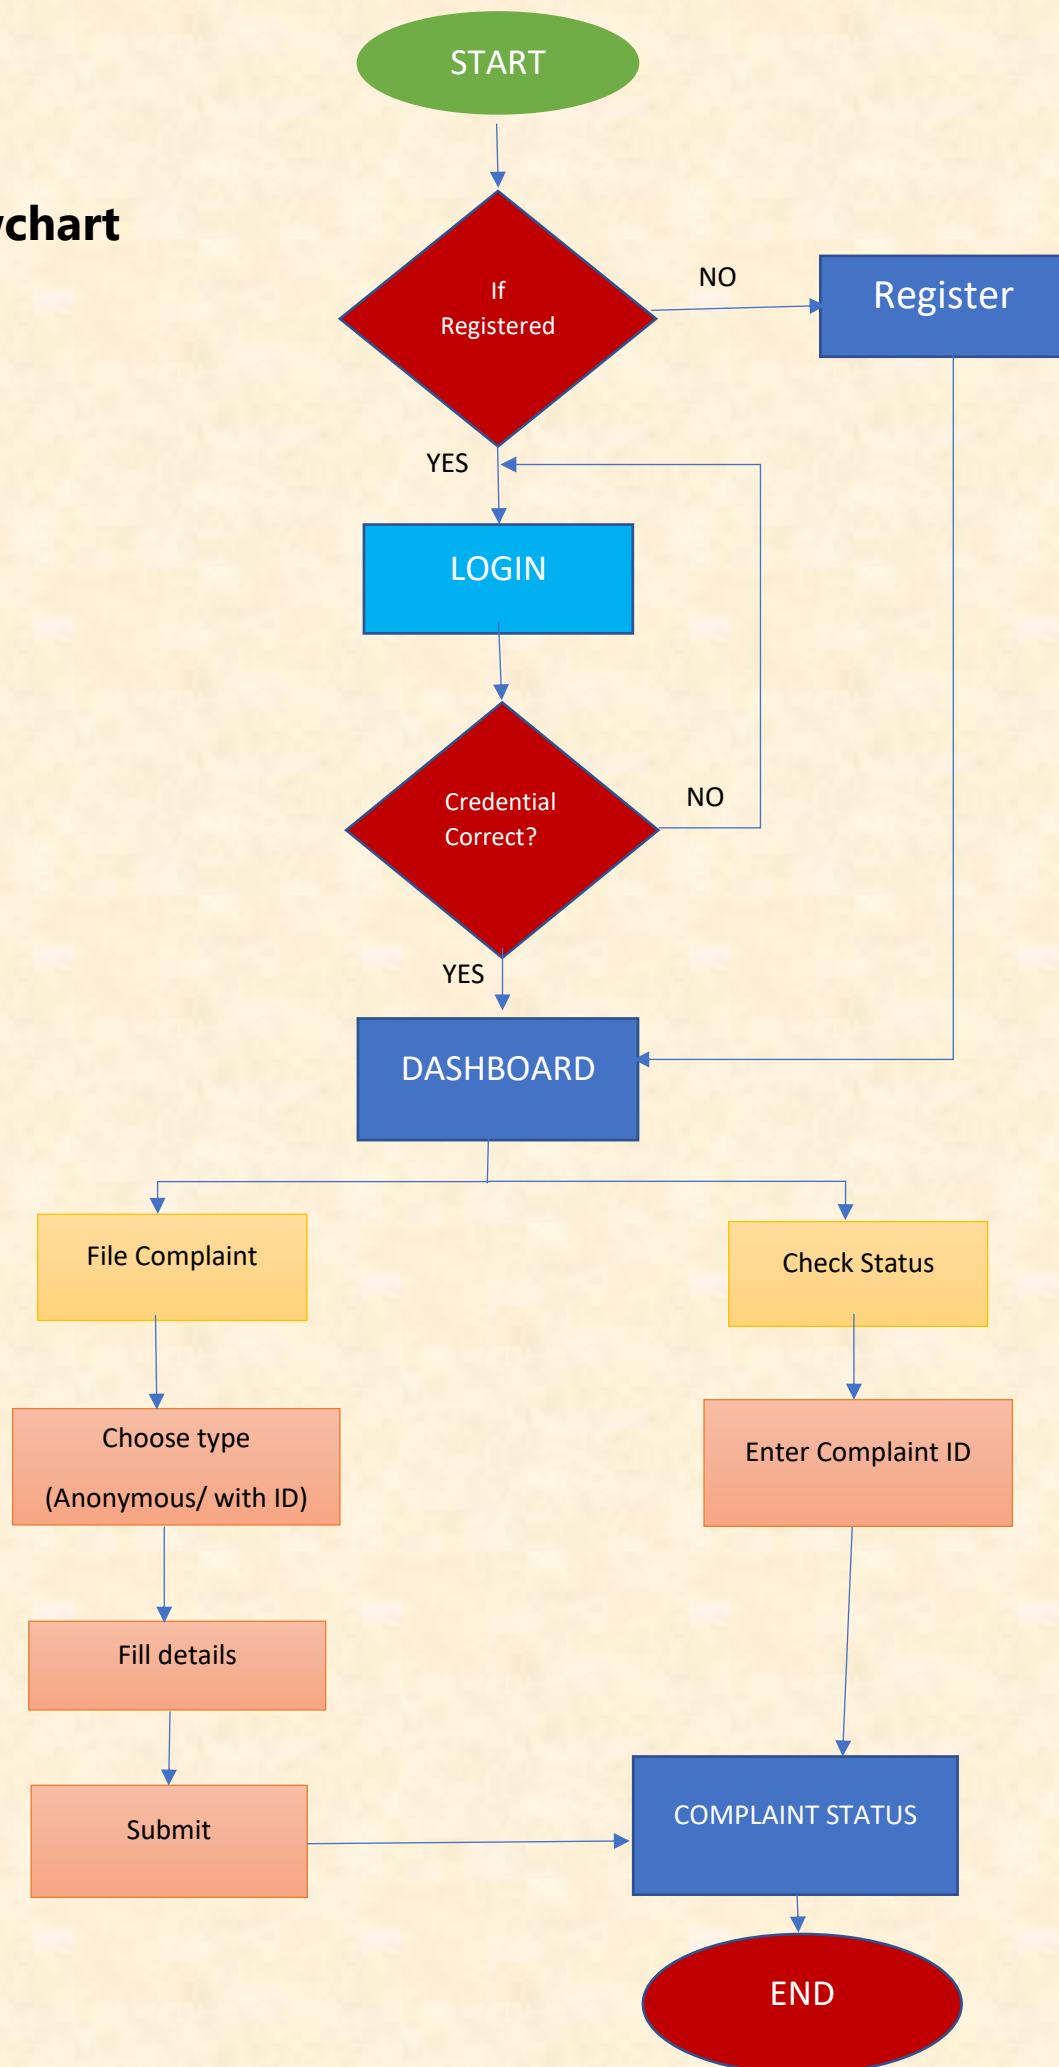 START
wchart
If
Registered
NO
Register
YES
LOGIN
Credential
Correct?
NO
YES
DASHBOARD
File Complaint
Check Status
Choose type
(Anonymous/ with ID)
Enter Complaint ID
Fill details
Submit
COMPLAINT STATUS
END